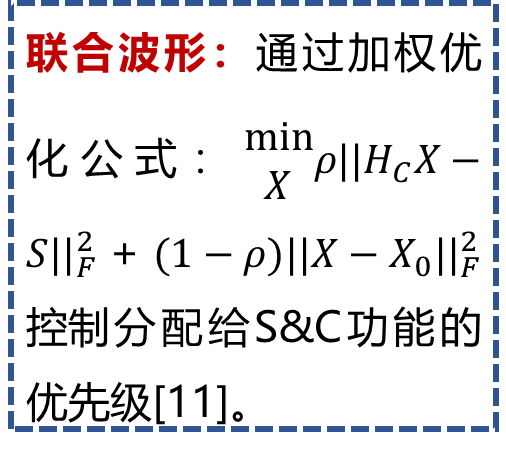 联合波形：通过加权优
化公式：min_X ρ||H_C X −
S||_F^2 + (1 − ρ)||X − X_0||_F^2
控制分配给S&C功能的
优先级[11]。